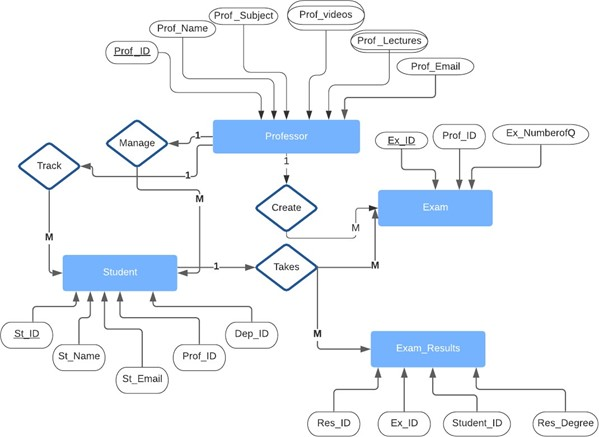 Prof_Subject
Prof_videos
Prof_Name
Prof_Lectures
Prof_ID
Prof_Email
Professor
1
Manage
Ex_ID
Prof_ID
Ex_NumberofQ
Track
1
1
Create
M
Exam
M
M
M
Student
1
Takes
M
St_ID
St_Name
St_Email
Prof_ID
Dep_ID
M
Exam_Results
Res_ID
Ex_ID
Student_ID
Res_Degree